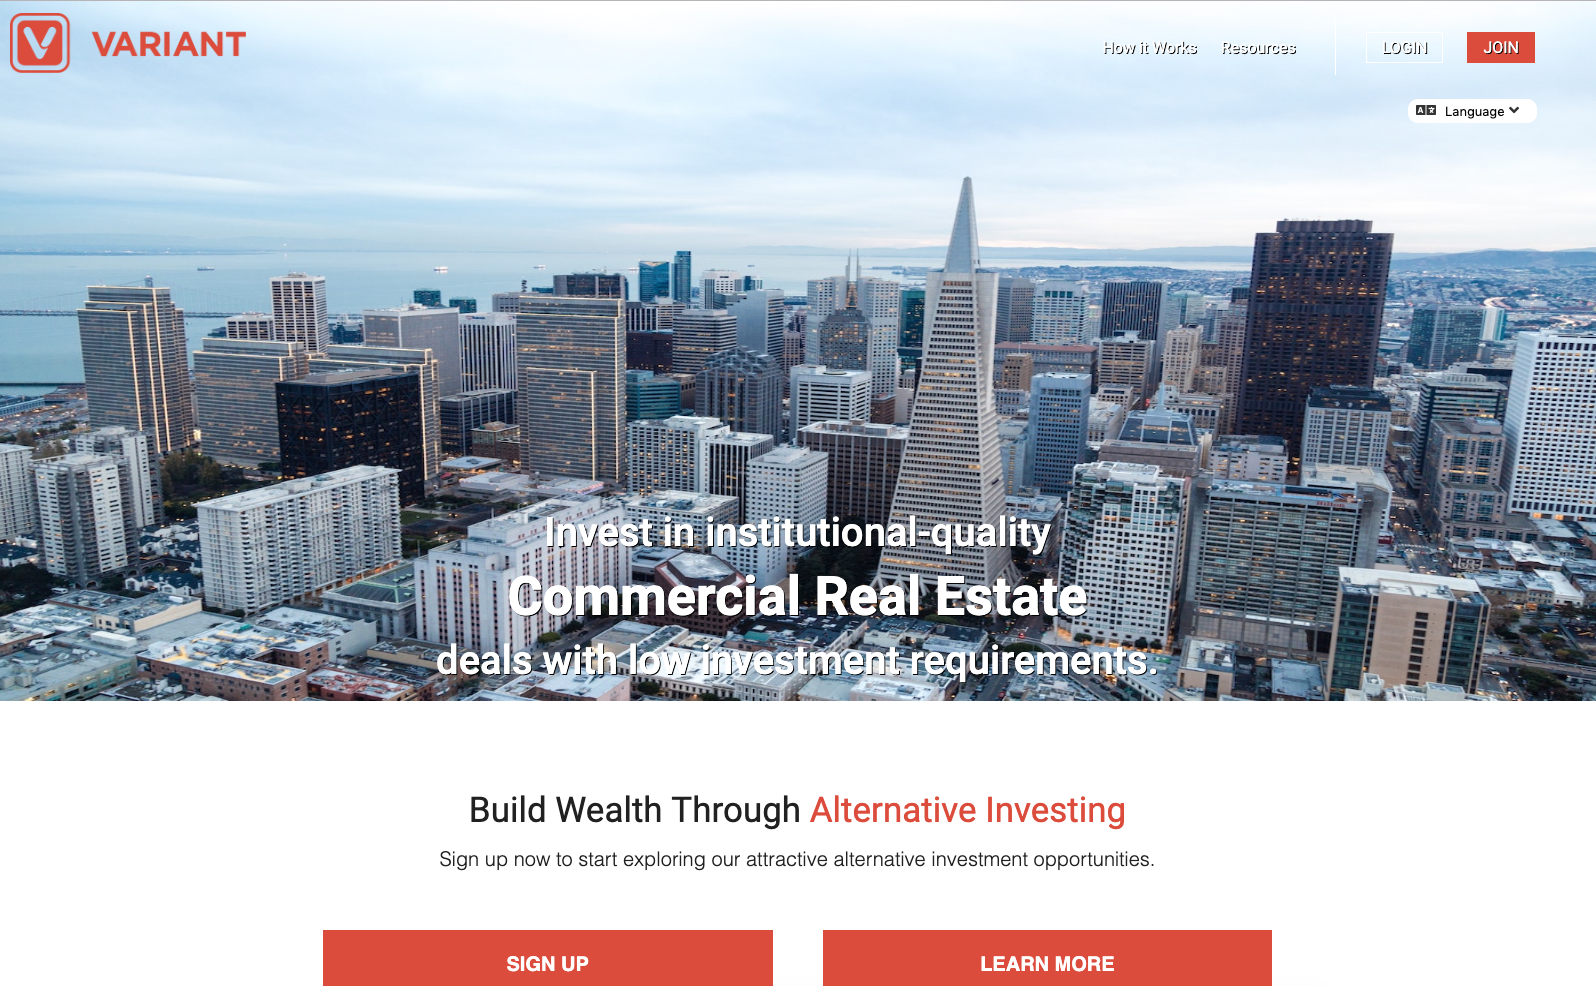 VARIANT
How it Works Resources LOGIN JOIN
Language
Invest in institutional-quality
Commercial Real Estate
deals with low investment requirements.
Build Wealth Through Alternative Investing
Sign up now to start exploring our attractive alternative investment opportunities.
SIGN UP LEARN MORE